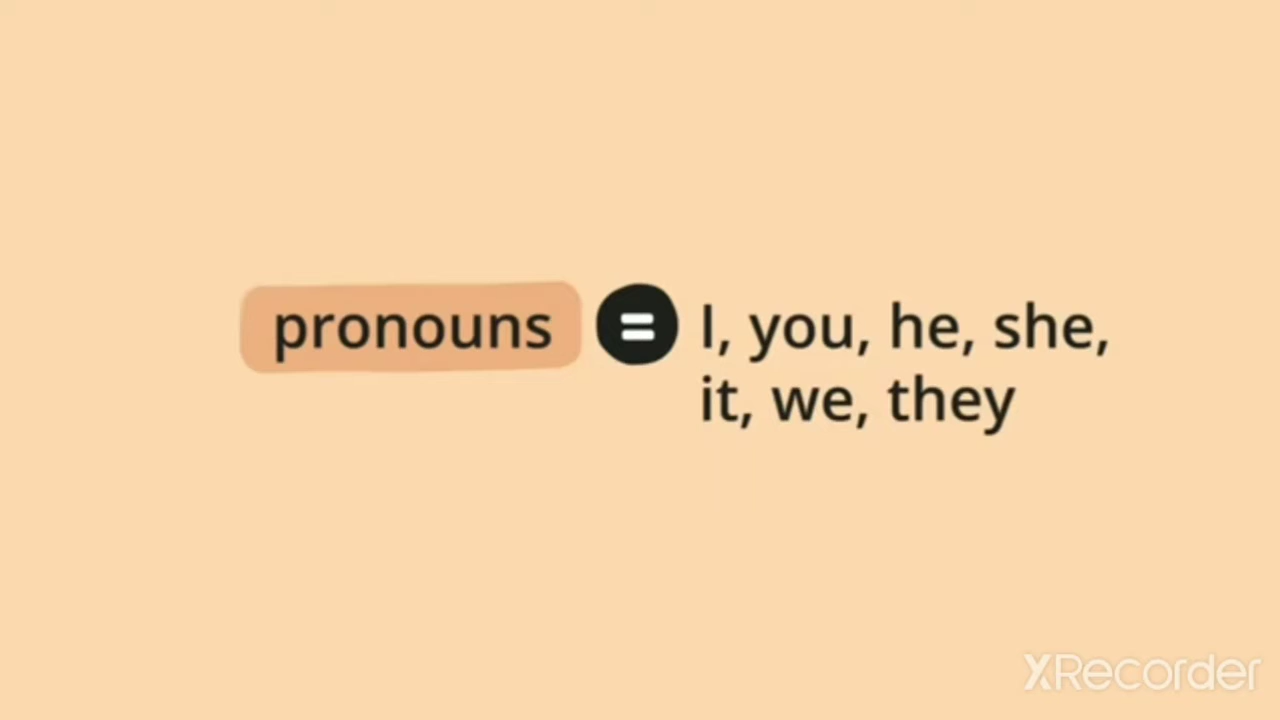 pronouns = I, you, he, she,
it, we, they
XRecorder